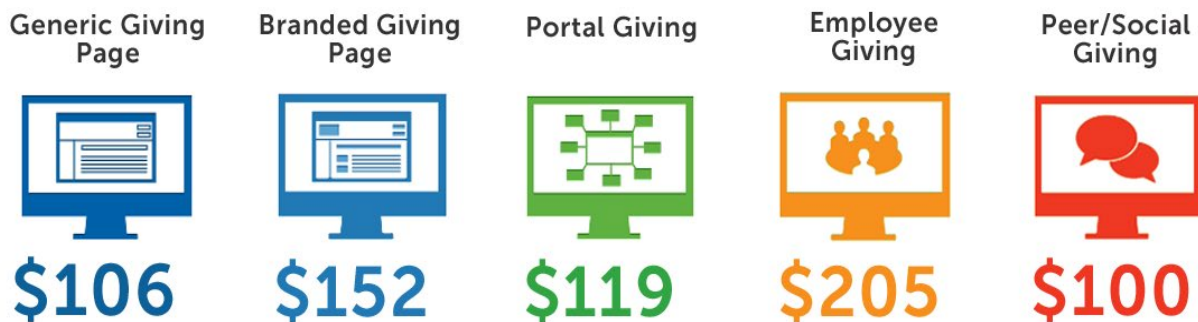 Generic Giving
Page
Branded Giving
Page
Portal Giving
Employee
Giving
Peer/Social
Giving
$106
$152
$119
$205
$100